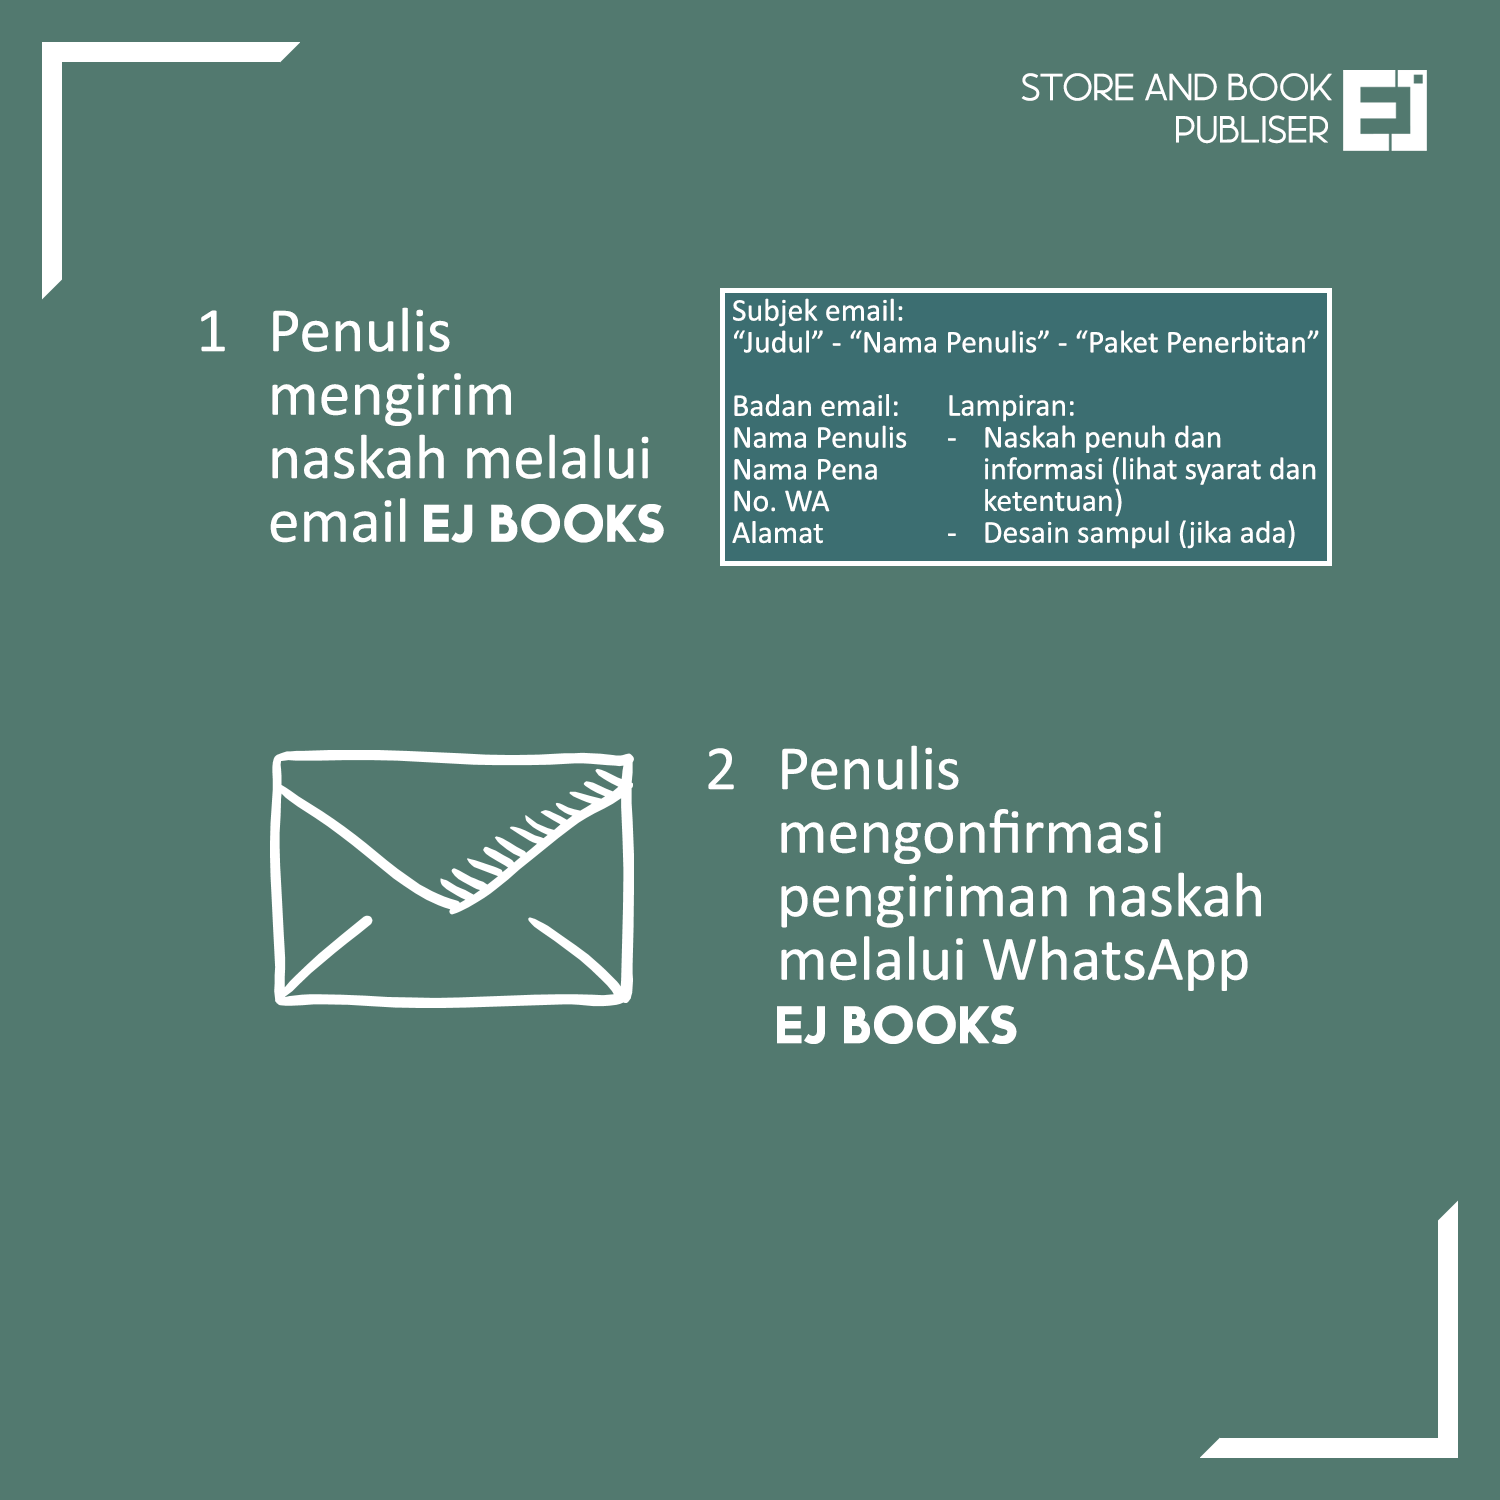 STORE AND BOOK
PUBLISER
EJ
1 Penulis
mengirim
naskah melalui
email EJ BOOKS
Subjek email:
“Judul” - “Nama Penulis” - “Paket Penerbitan”
Badan email:
Nama Penulis
Nama Pena
No. WA
Alamat
Lampiran:
- Naskah penuh dan
informasi (lihat syarat dan
ketentuan)
- Desain sampul (jika ada)
2 Penulis
mengonfirmasi
pengiriman naskah
melalui WhatsApp
EJ BOOKS